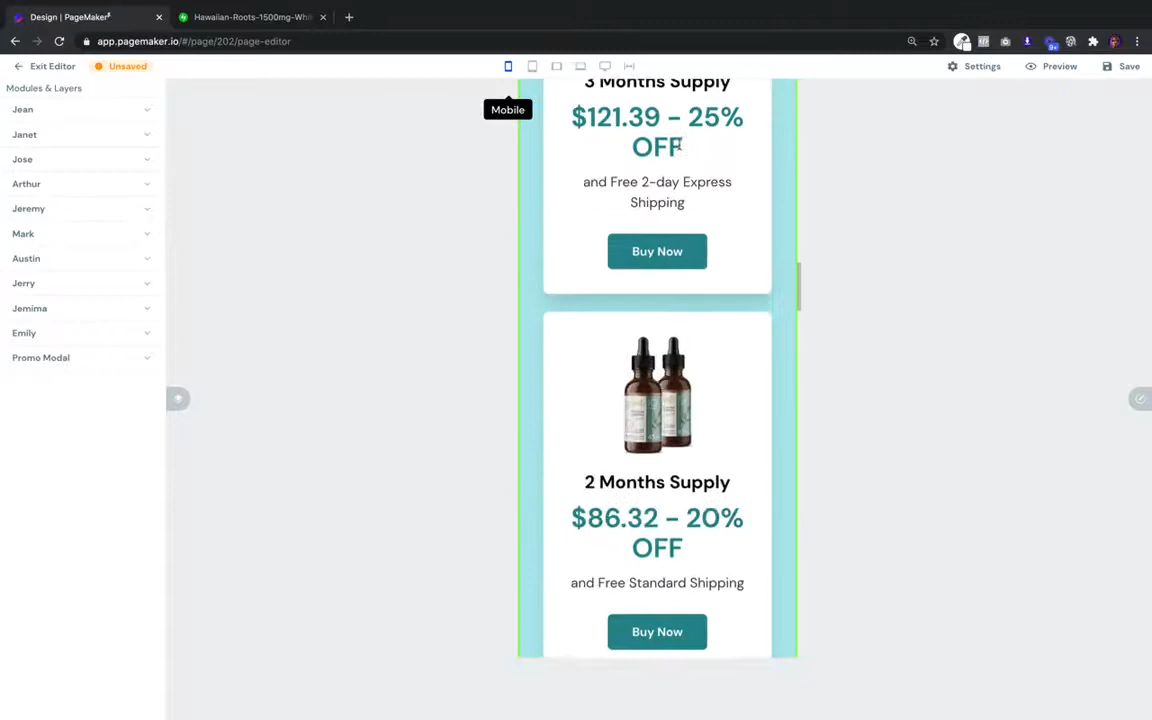 Design | PageMaker
Hawaiian-Roots-1500mg-Whi
app.pagemaker.io/#/page/202/page-editor
9+
Exit Editor
Unsaved
Settings
Preview
Save
Modules & Layers
Jean
Janet
Jose
Arthur
Jeremy
Mark
Austin
Jerry
Jemima
Emily
Promo Modal
Mobile
3 Months Supply
$121.39 – 25%
OFF
and Free 2-day Express
Shipping
Buy Now
2 Months Supply
$86.32 – 20%
OFF
and Free Standard Shipping
Buy Now